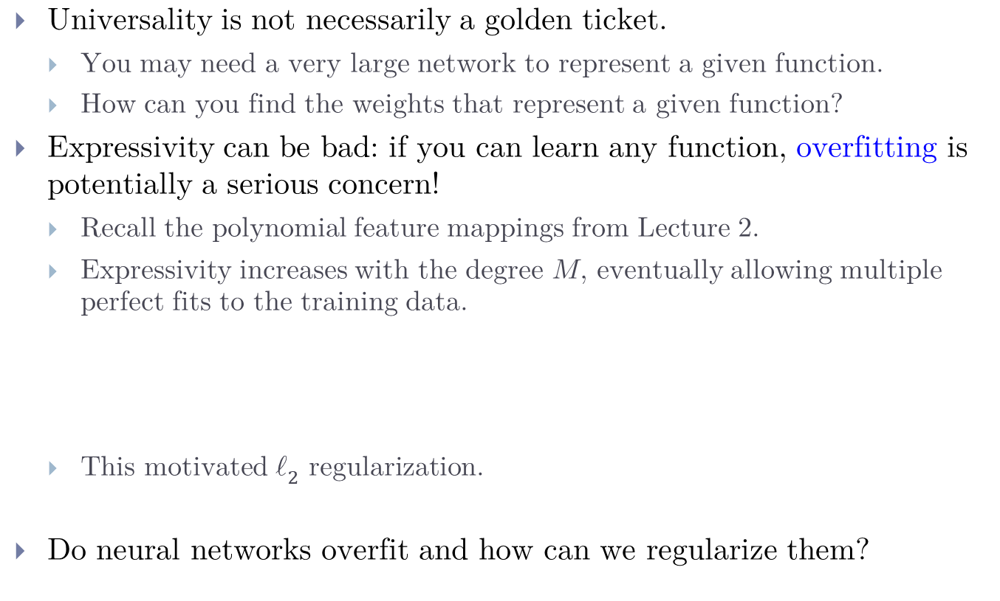 Universality is not necessarily a golden ticket.
You may need a very large network to represent a given function.
How can you find the weights that represent a given function?
Expressivity can be bad: if you can learn any function, overfitting is
potentially a serious concern!
Recall the polynomial feature mappings from Lecture 2.
Expressivity increases with the degree M, eventually allowing multiple
perfect fits to the training data.
This motivated ℓ₂ regularization.
Do neural networks overfit and how can we regularize them?